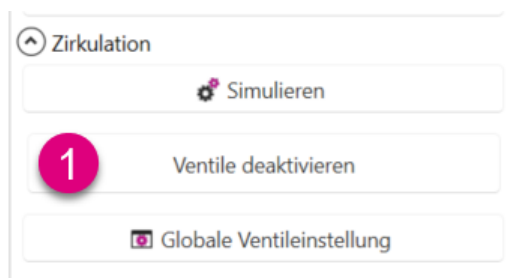 Zirkulation
Simulieren
1 Ventile deaktivieren
Globale Ventileinstellung